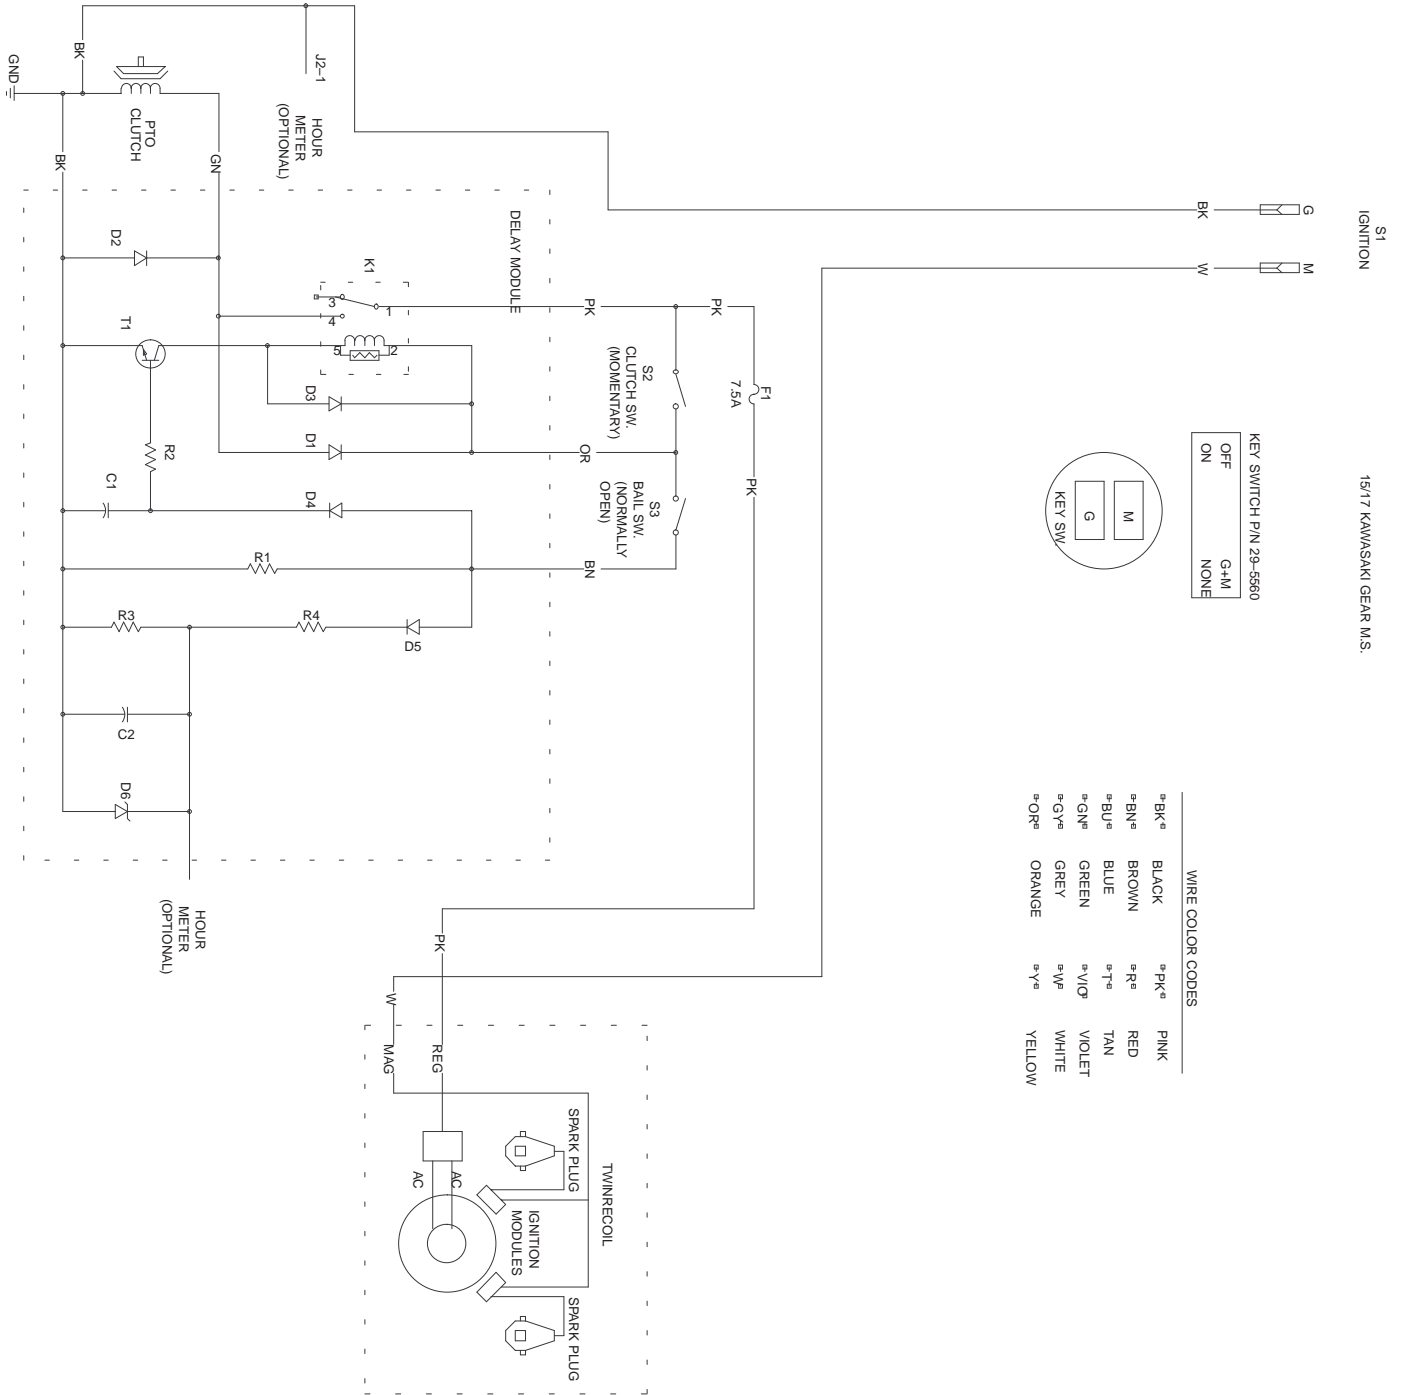 15/17 KAWASAKI GEAR M.S.
S1
IGNITION
G
M
BK
W
KEY SWITCH P/N 29-5560
OFF G+M
ON NONE
M
G
KEY SW.
WIRE COLOR CODES
BK BLACK PK PINK
BN BROWN R RED
BU BLUE T TAN
GN GREEN VIO VIOLET
GY GREY W WHITE
OR ORANGE Y YELLOW
J2-1
HOUR
METER
(OPTIONAL)
BK
GND
PTO
CLUTCH
BK
GN
DELAY MODULE
K1
3
4
1
5
2
D2
T1
D3
D1
R2
C1
D4
R1
R3
R4
D5
C2
D6
HOUR
METER
(OPTIONAL)
PK
PK
F1
7.5A
S2
CLUTCH SW.
(MOMENTARY)
OR
S3
BAIL SW.
(NORMALLY
OPEN)
BN
PK
PK
W
REG
MAG
TWINRECOIL
SPARK PLUG
AC
AC
IGNITION
MODULES
SPARK PLUG